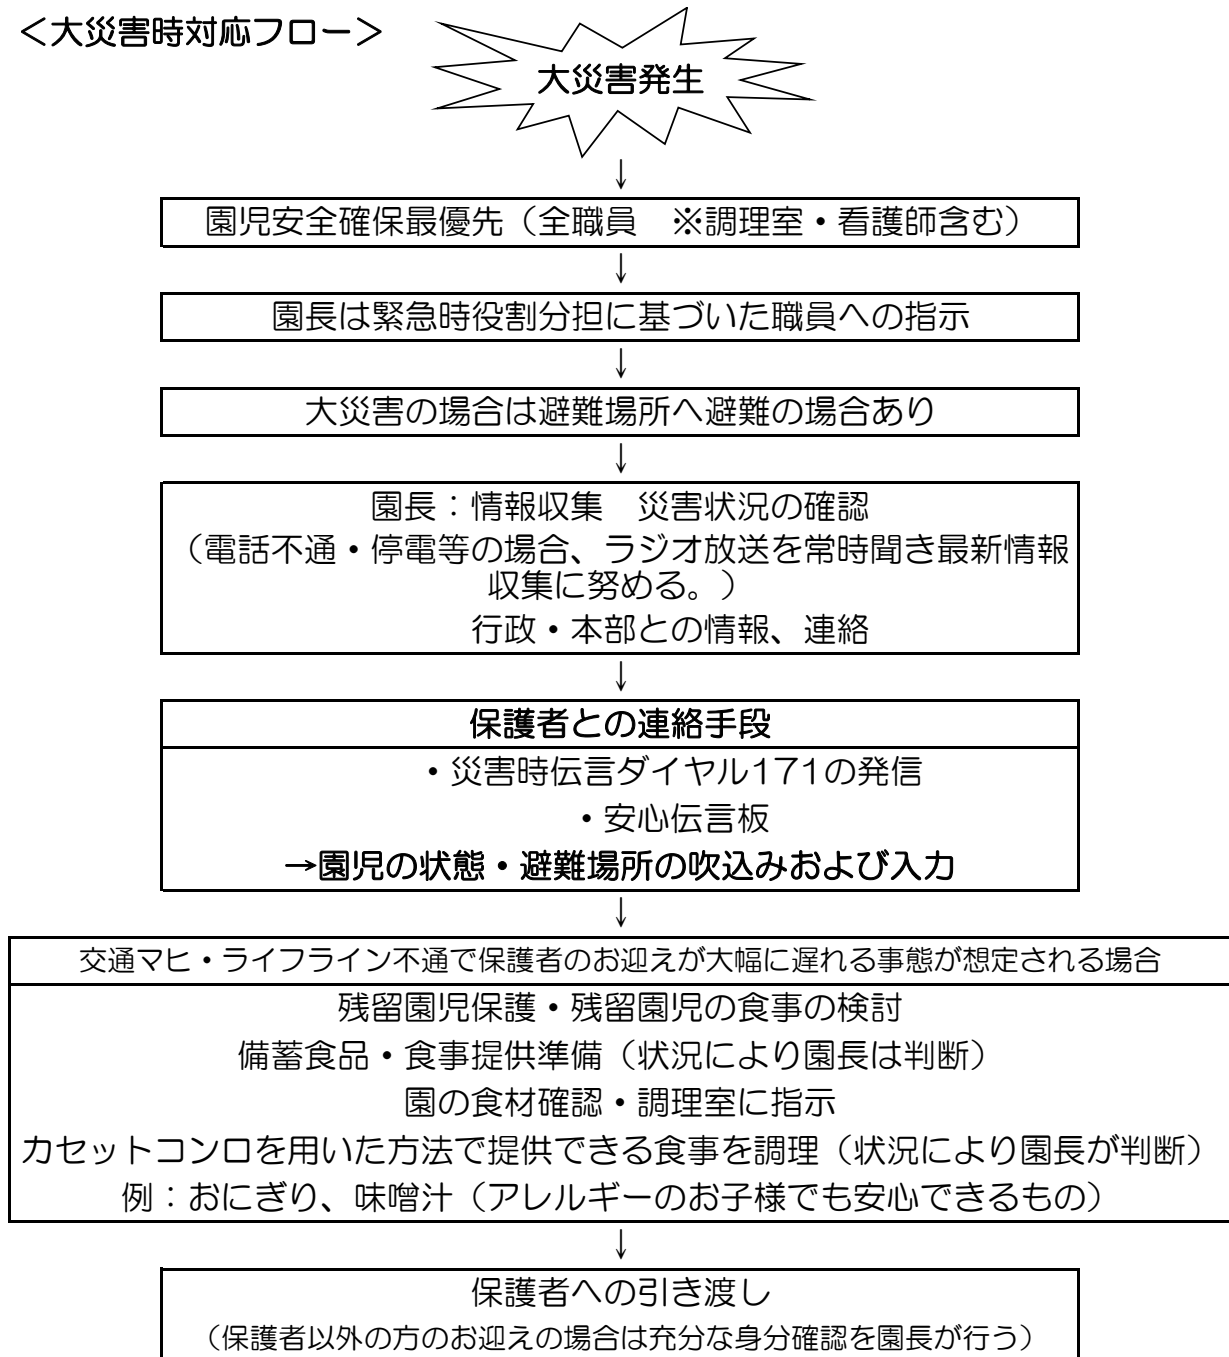 ＜大災害時対応フロー＞
大災害発生
↓
園児安全確保最優先（全職員　※調理室・看護師含む）
↓
園長は緊急時役割分担に基づいた職員への指示
↓
大災害の場合は避難場所へ避難の場合あり
↓
園長：情報収集　災害状況の確認
（電話不通・停電等の場合、ラジオ放送を常時聞き最新情報
収集に努める。）
行政・本部との情報、連絡
↓
保護者との連絡手段
・災害時伝言ダイヤル171の発信
・安心伝言板
→園児の状態・避難場所の吹込みおよび入力
↓
交通マヒ・ライフライン不通で保護者のお迎えが大幅に遅れる事態が想定される場合
残留園児保護・残留園児の食事の検討
備蓄食品・食事提供準備（状況により園長は判断）
園の食材確認・調理室に指示
カセットコンロを用いた方法で提供できる食事を調理（状況により園長が判断）
例：おにぎり、味噌汁（アレルギーのお子様でも安心できるもの）
↓
保護者への引き渡し
（保護者以外の方のお迎えの場合は充分な身分確認を園長が行う）